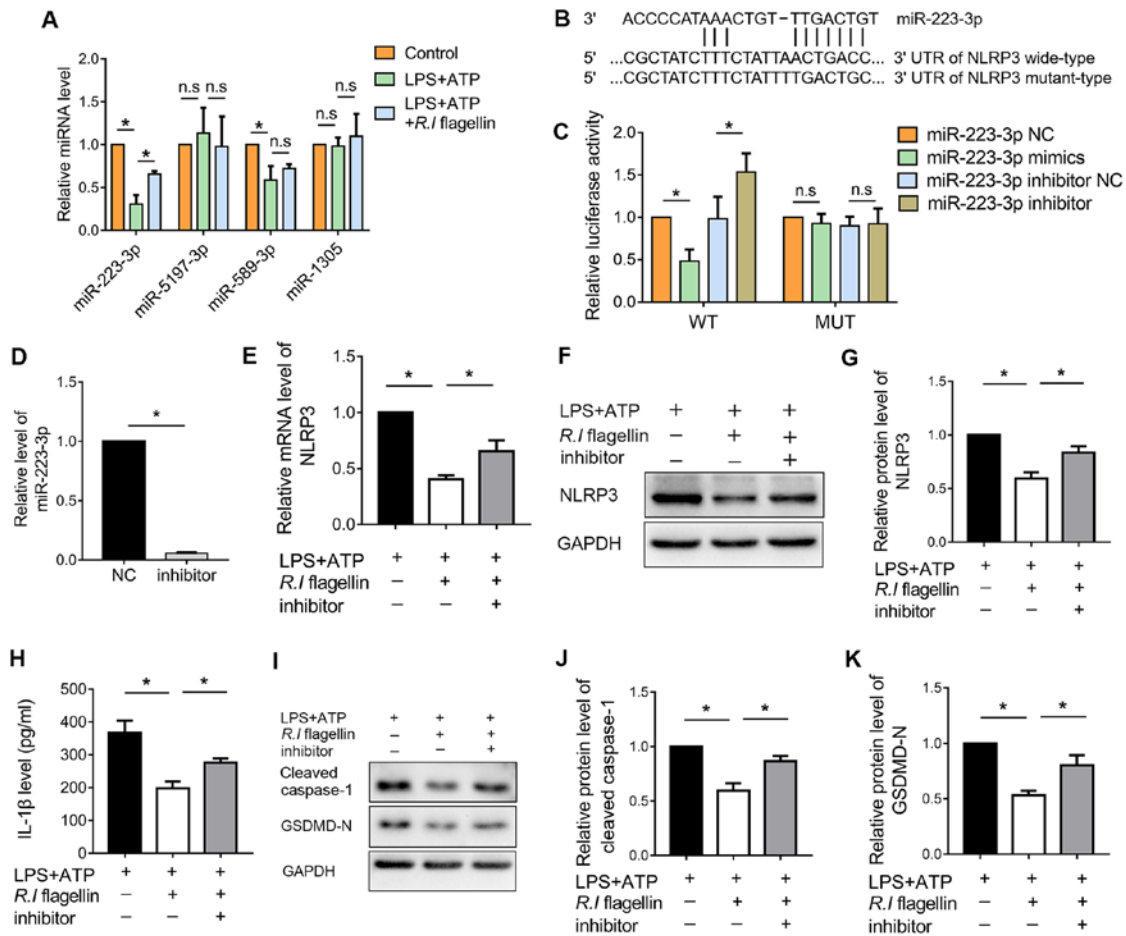 A
Relative miRNA level
2.0
1.5
1.0
0.5
0.0
* * n.s n.s * n.s n.s n.s
miR-223-3p
miR-5197-3p
miR-589-3p
miR-1305
Control
LPS+ATP
LPS+ATP
+R.I flagellin
B
3' ACCCCATAAACTGT-TTGACTGT miR-223-3p
5' ...CGCTATCTTTCTATTAACTGACC... 3' UTR of NLRP3 wide-type
5' ...CGCTATCTTTCTATTTTGACTGC... 3' UTR of NLRP3 mutant-type
C
Relative luciferase activity
2.0
1.5
1.0
0.5
0.0
* * n.s n.s
WT MUT
miR-223-3p NC
miR-223-3p mimics
miR-223-3p inhibitor NC
miR-223-3p inhibitor
D
Relative level of
miR-223-3p
1.5
1.0
0.5
0.0
*
NC inhibitor
E
Relative mRNA level of
NLRP3
1.5
1.0
0.5
0.0
* *
LPS+ATP + + +
R.I flagellin – + +
inhibitor – – +
F
LPS+ATP + + +
R.I flagellin – + +
inhibitor – – +
NLRP3
GAPDH
G
Relative protein level of
NLRP3
1.5
1.0
0.5
0.0
* *
LPS+ATP + + +
R.I flagellin – + +
inhibitor – – +
H
IL-1β level (pg/ml)
500
400
300
200
100
0
* *
LPS+ATP + + +
R.I flagellin – + +
inhibitor – – +
I
LPS+ATP + + +
R.I flagellin – + +
inhibitor – – +
Cleaved
caspase-1
GSDMD-N
GAPDH
J
Relative protein level of
cleaved caspase-1
1.5
1.0
0.5
0.0
* *
LPS+ATP + + +
R.I flagellin – + +
inhibitor – – +
K
Relative protein level of
GSDMD-N
1.5
1.0
0.5
0.0
* *
LPS+ATP + + +
R.I flagellin – + +
inhibitor – – +